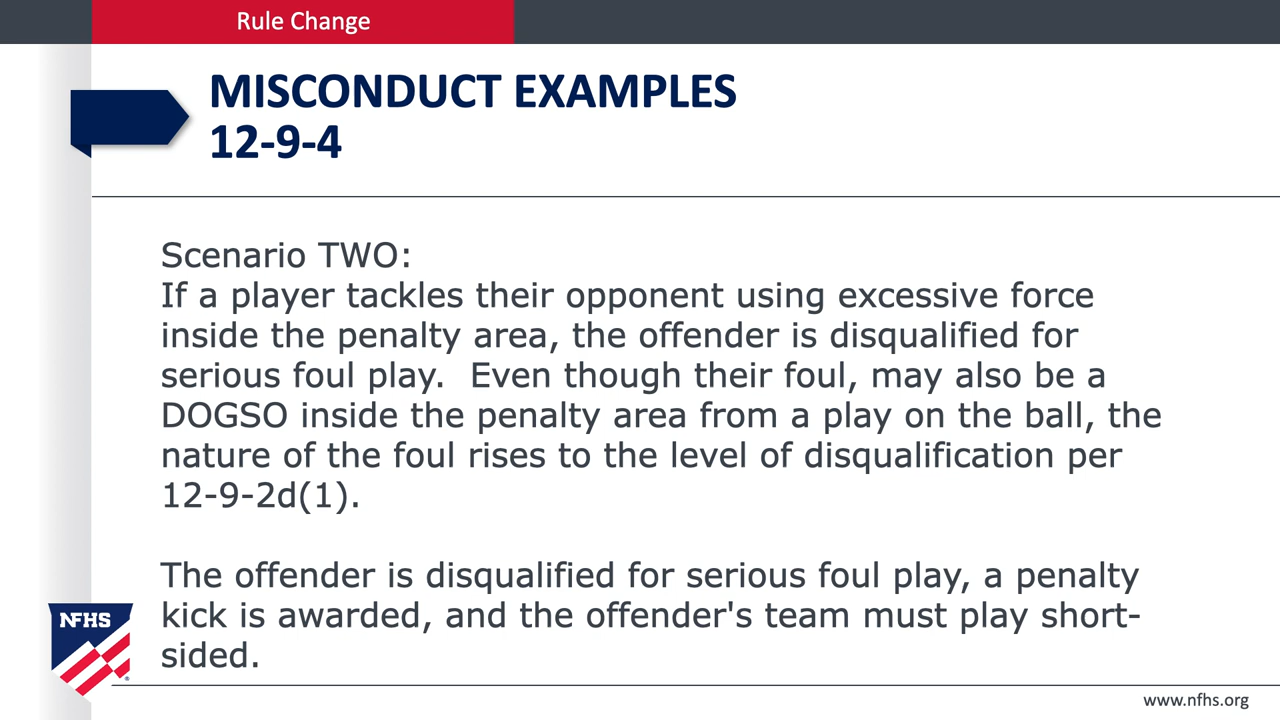 Rule Change
MISCONDUCT EXAMPLES
12-9-4
Scenario TWO:
If a player tackles their opponent using excessive force
inside the penalty area, the offender is disqualified for
serious foul play.  Even though their foul, may also be a
DOGSO inside the penalty area from a play on the ball, the
nature of the foul rises to the level of disqualification per
12-9-2d(1).
The offender is disqualified for serious foul play, a penalty
kick is awarded, and the offender's team must play short-
sided.
NFHS
www.nfhs.org